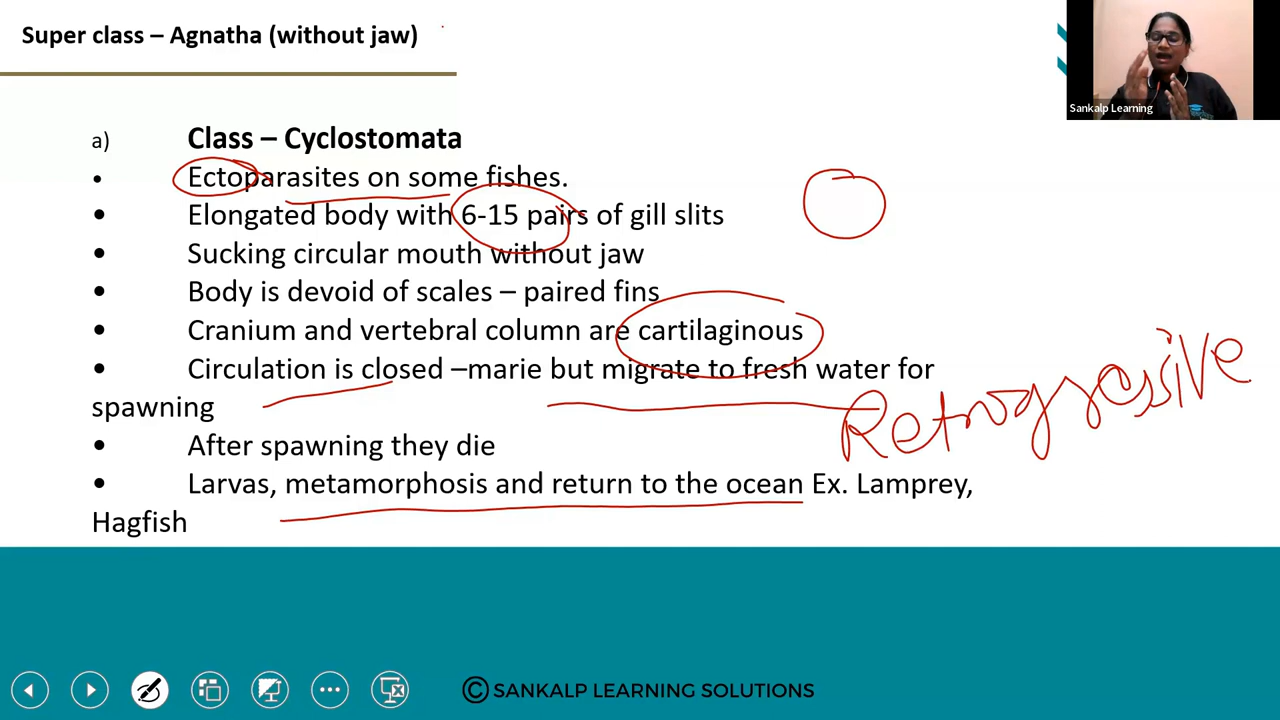 Super class – Agnatha (without jaw)
Sankalp Learning
a) Class – Cyclostomata
• Ectoparasites on some fishes.
• Elongated body with 6-15 pairs of gill slits
• Sucking circular mouth without jaw
• Body is devoid of scales – paired fins
• Cranium and vertebral column are cartilaginous
• Circulation is closed –marie but migrate to fresh water for
spawning
Retrogressive
• After spawning they die
• Larvas, metamorphosis and return to the ocean Ex. Lamprey,
Hagfish
© SANKALP LEARNING SOLUTIONS